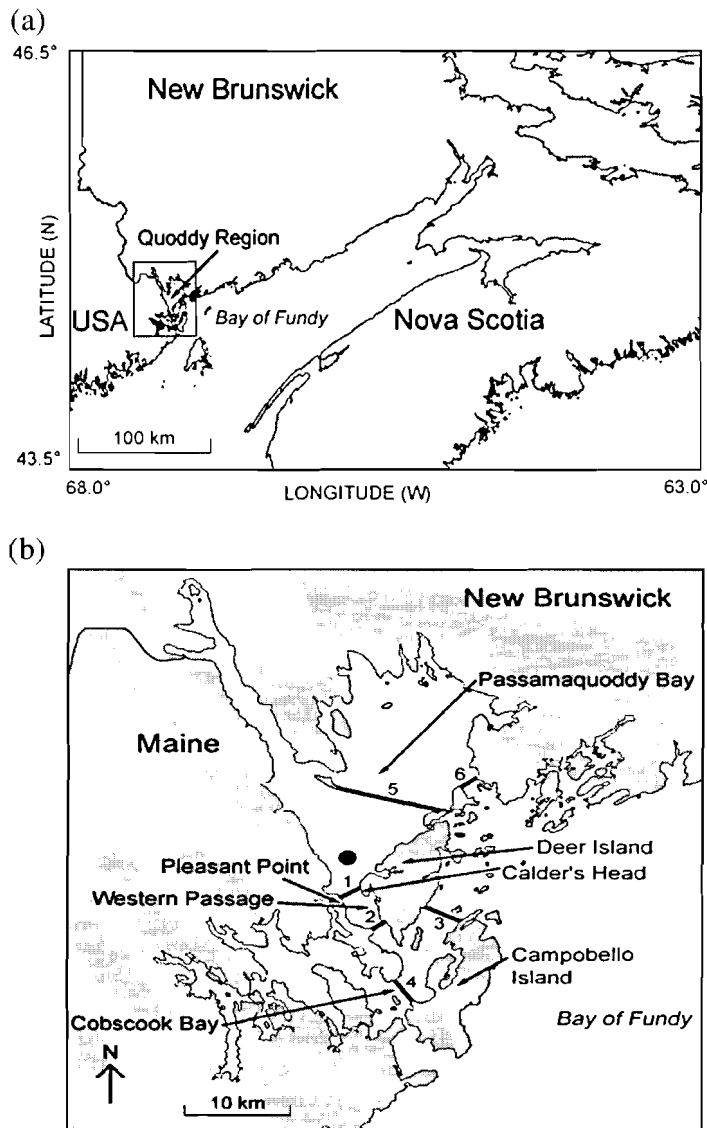 (a)
46.5°
New Brunswick
Quoddy Region
LATITUDE (N)
USA
Bay of Fundy
Nova Scotia
100 km
43.5°
68.0°
LONGITUDE (W)
63.0°
(b)
New Brunswick
Passamaquoddy Bay
Maine
6
5
Deer Island
Pleasant Point
1
Calder's Head
Western Passage
2
3
Campobello
Island
4
Cobscook Bay
Bay of Fundy
N
10 km